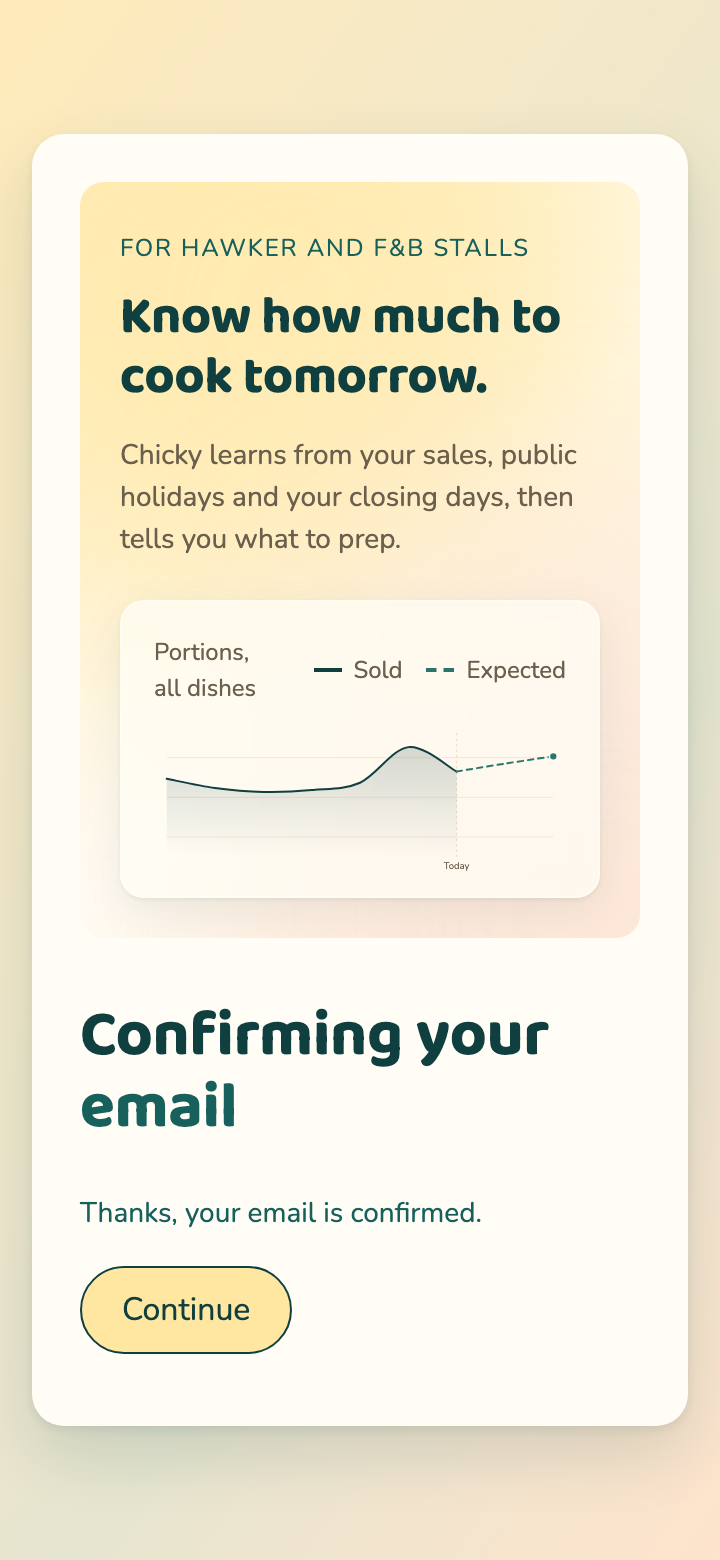 FOR HAWKER AND F&B STALLS
Know how much to
cook tomorrow.
Chicky learns from your sales, public
holidays and your closing days, then
tells you what to prep.
Portions,
all dishes
Sold
Expected
Today
Confirming your
email
Thanks, your email is confirmed.
Continue